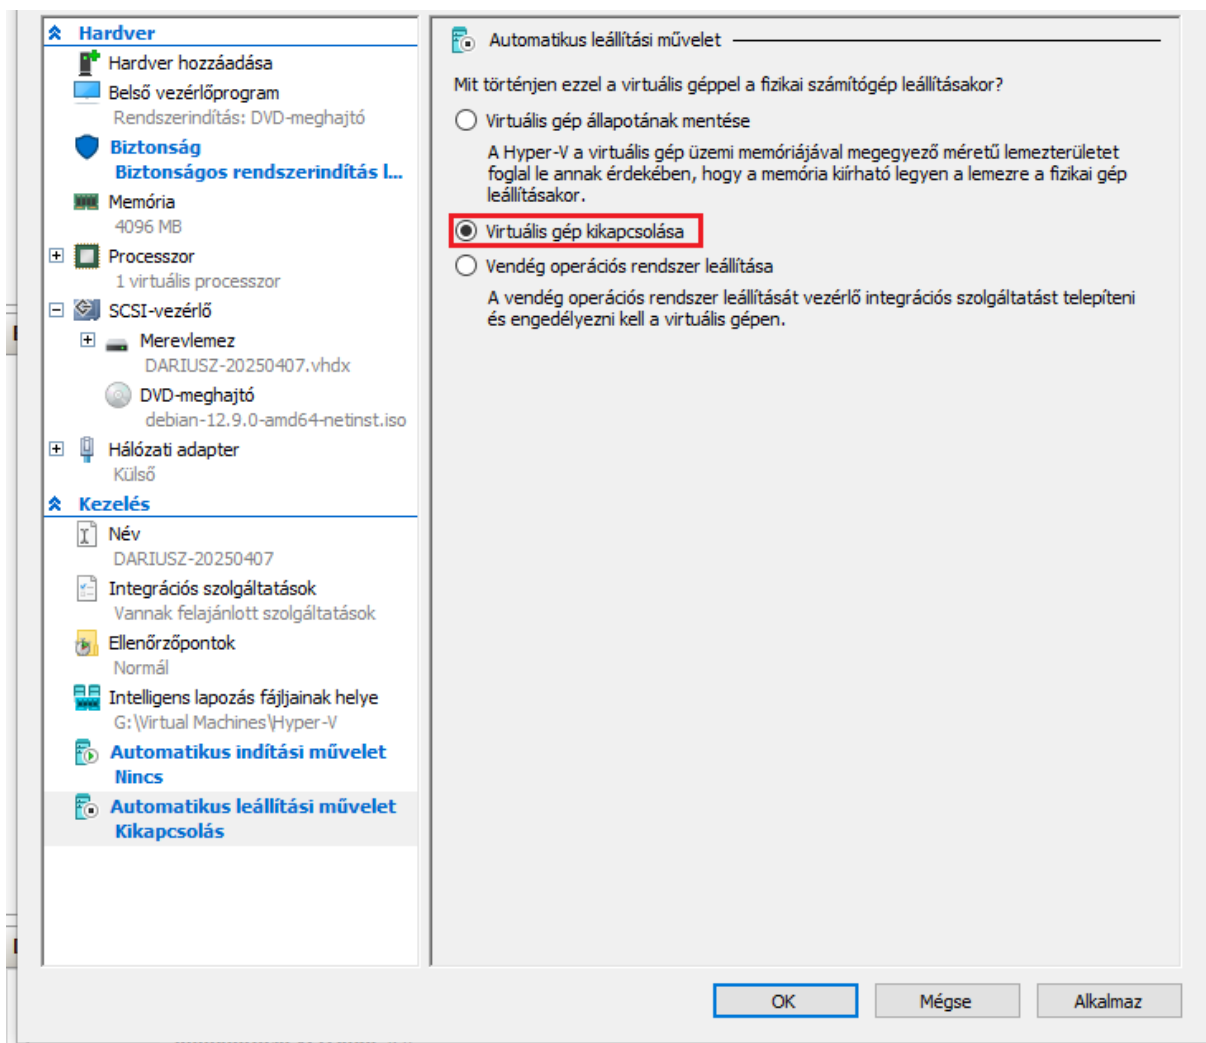 Hardver
Hardver hozzáadása
Belső vezérlőprogram
Rendszerindítás: DVD-meghajtó
Biztonság
Biztonságos rendszerindítás l...
Memória
4096 MB
Processzor
1 virtuális processzor
SCSI-vezérlő
Merevlemez
DARIUSZ-20250407.vhdx
DVD-meghajtó
debian-12.9.0-amd64-netinst.iso
Hálózati adapter
Külső
Kezelés
Név
DARIUSZ-20250407
Integrációs szolgáltatások
Vannak felajánlott szolgáltatások
Ellenőrzőpontok
Normál
Intelligens lapozás fájljainak helye
G:\Virtual Machines\Hyper-V
Automatikus indítási művelet
Nincs
Automatikus leállítási művelet
Kikapcsolás
Automatikus leállítási művelet
Mit történjen ezzel a virtuális géppel a fizikai számítógép leállításakor?
Virtuális gép állapotának mentése
A Hyper-V a virtuális gép üzemi memóriájával megegyező méretű lemezterületet
foglal le annak érdekében, hogy a memória kiírható legyen a lemezre a fizikai gép
leállításakor.
Virtuális gép kikapcsolása
Vendég operációs rendszer leállítása
A vendég operációs rendszer leállítását vezérlő integrációs szolgáltatást telepíteni
és engedélyezni kell a virtuális gépen.
OK
Mégse
Alkalmaz